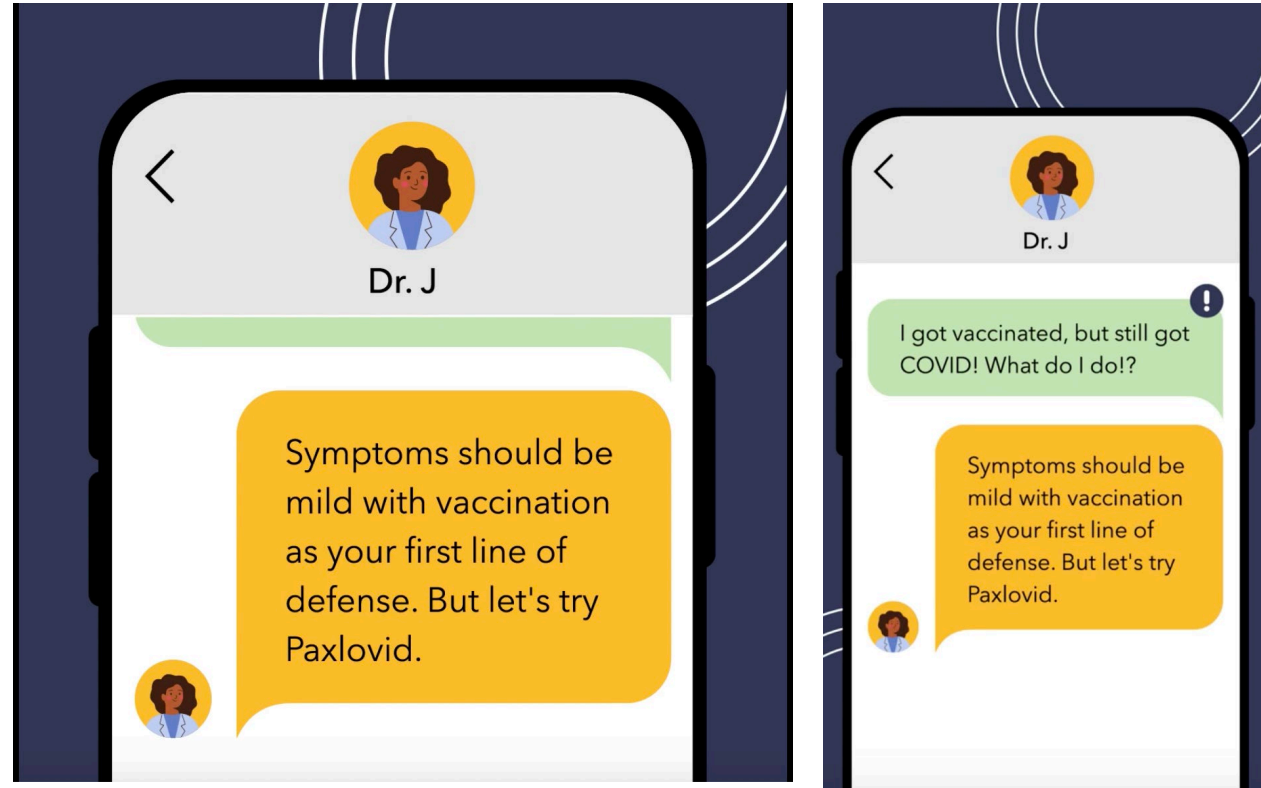 Dr. J
Symptoms should be
mild with vaccination
as your first line of
defense. But let's try
Paxlovid.
Dr. J
!
I got vaccinated, but still got
COVID! What do I do!?
Symptoms should be
mild with vaccination
as your first line of
defense. But let's try
Paxlovid.